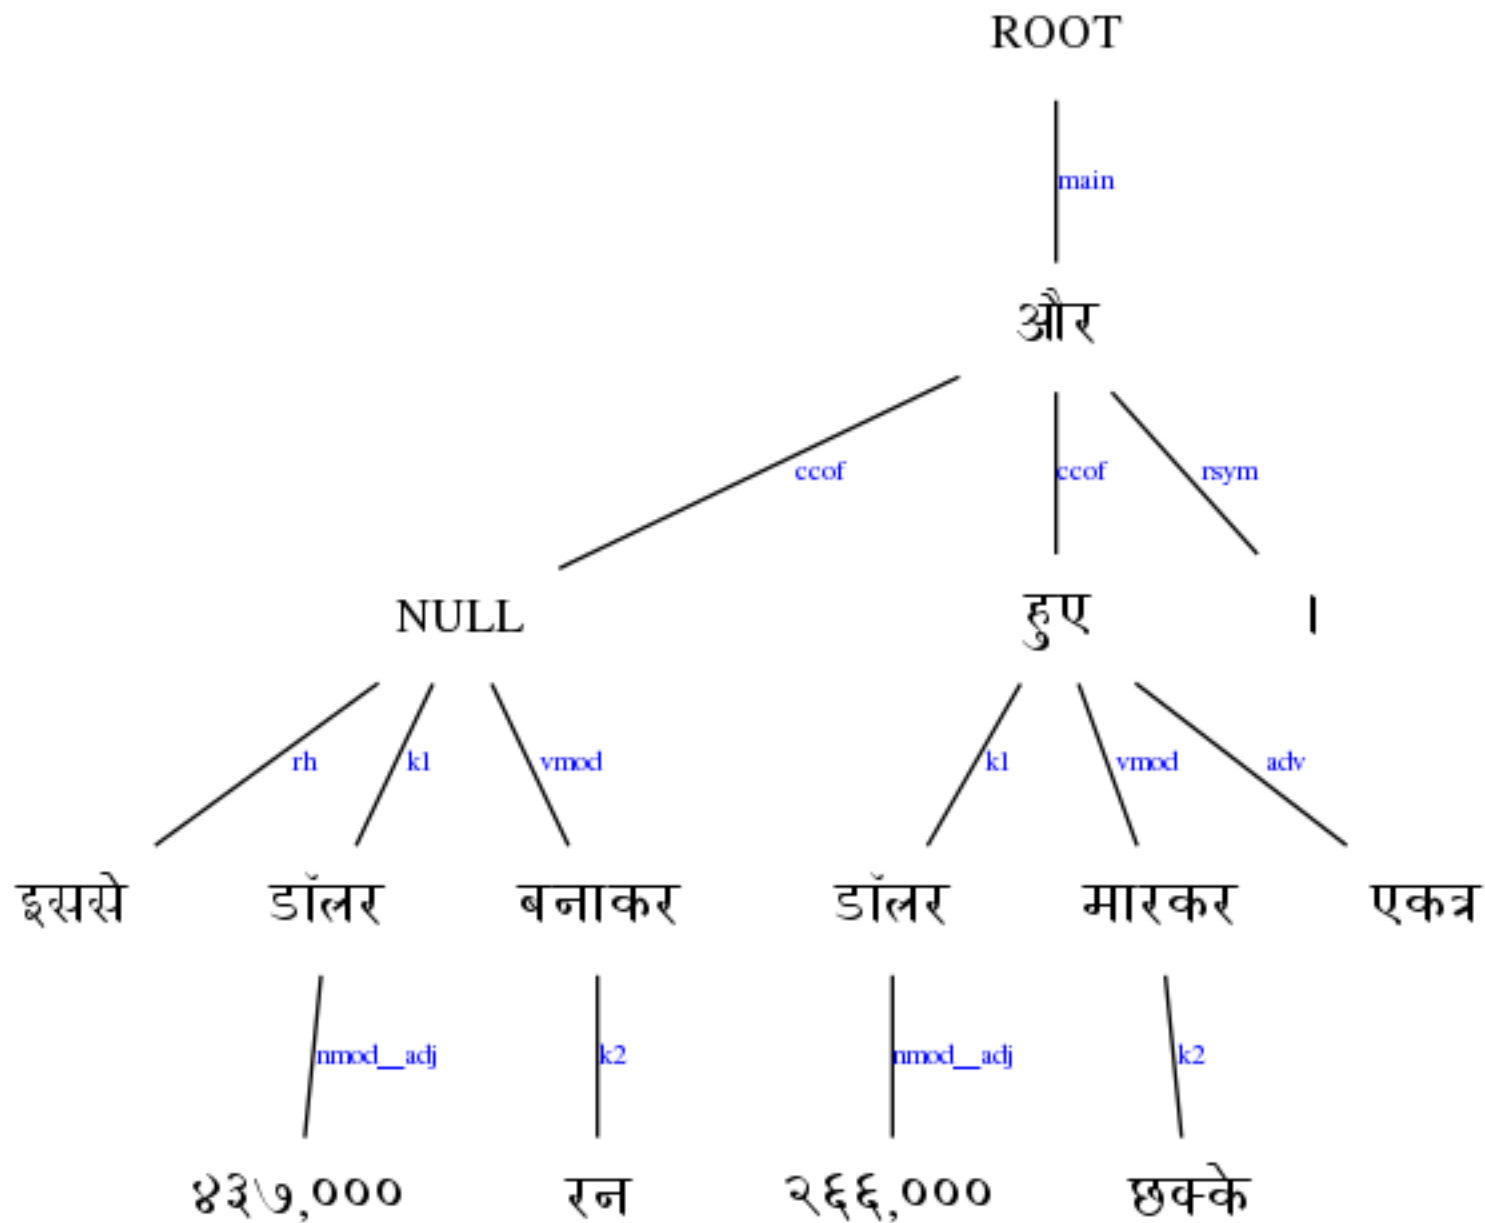 ROOT
main
और
ccof ccof rsym
NULL हुए ।
rh k1 vmod k1 vmod adv
इससे डॉलर बनाकर डॉलर मारकर एकत्र
nmod__adj k2 nmod__adj k2
४३७,००० रन २६६,००० छक्के